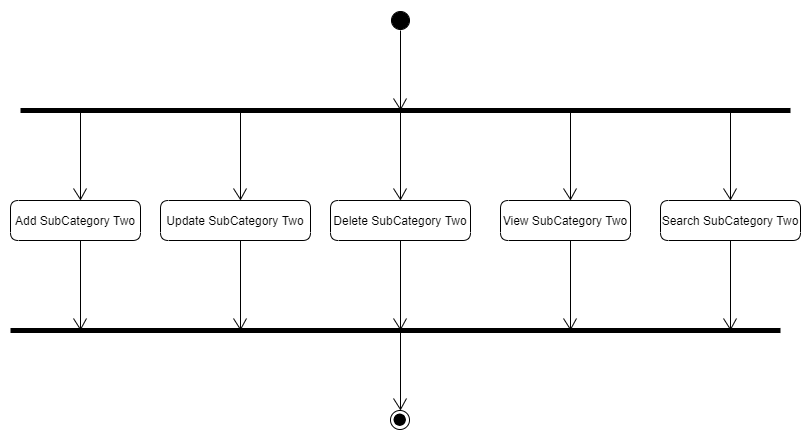 Add SubCategory Two
Update SubCategory Two
Delete SubCategory Two
View SubCategory Two
Search SubCategory Two